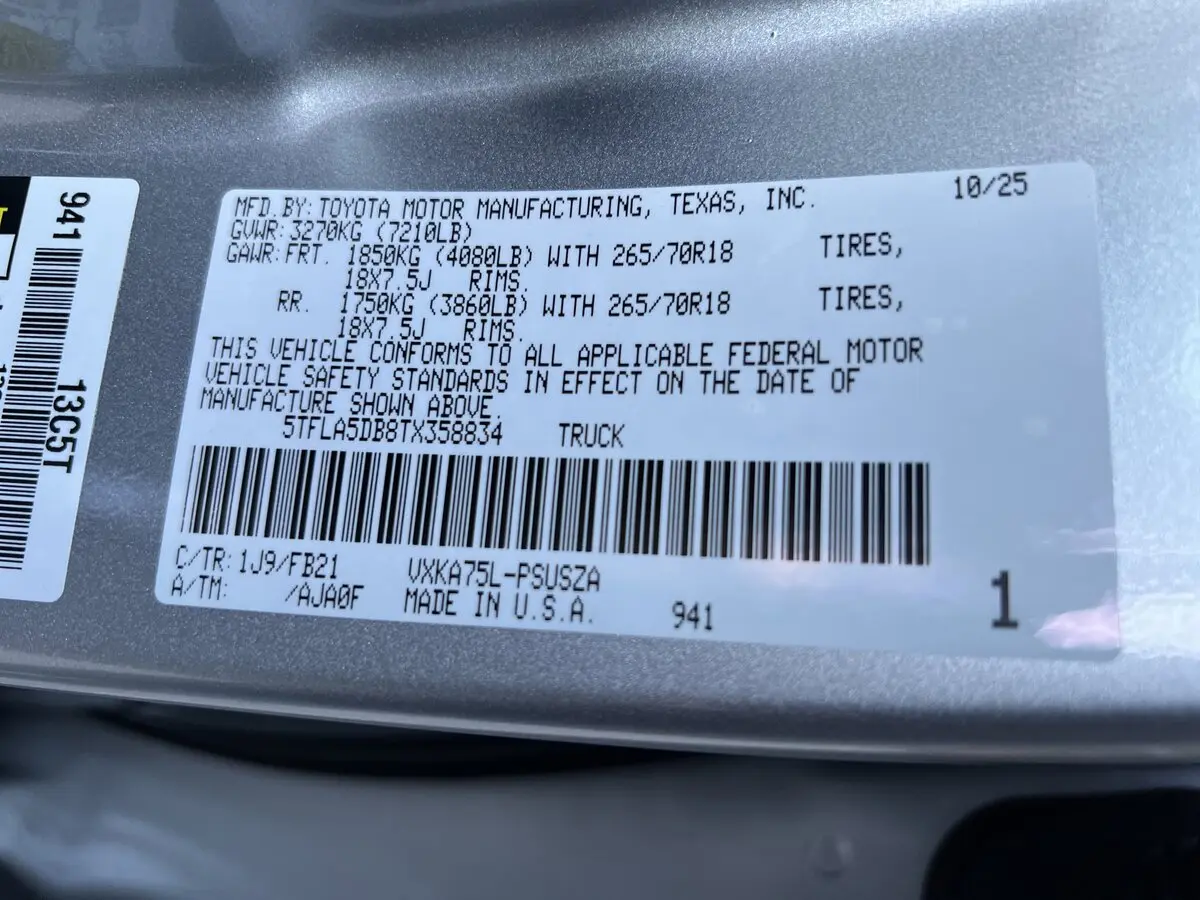 MFD.BY:TOYOTA MOTOR MANUFACTURING, TEXAS, INC. 10/25
GVWR:3270KG (7210LB)
GAWR:FRT. 1850KG (4080LB) WITH 265/70R18 TIRES,
18X7.5J RIMS.
RR. 1750KG (3860LB) WITH 265/70R18 TIRES,
18X7.5J RIMS.
THIS VEHICLE CONFORMS TO ALL APPLICABLE FEDERAL MOTOR
VEHICLE SAFETY STANDARDS IN EFFECT ON THE DATE OF
MANUFACTURE SHOWN ABOVE.
5TFLA5DB8TX358834 TRUCK
C/TR:1J9/FB21 VXKA75L-PSUSZA
A/TM: /AJA0F MADE IN U.S.A. 941 1
941
13C5T